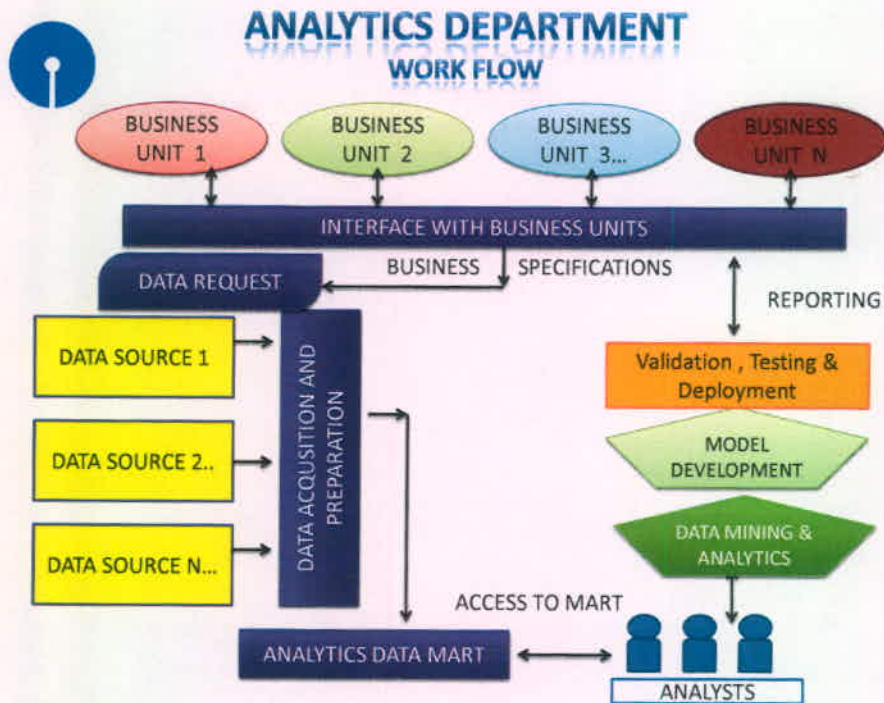 ANALYTICS DEPARTMENT
WORK FLOW
BUSINESS
UNIT 1
BUSINESS
UNIT 2
BUSINESS
UNIT 3...
BUSINESS
UNIT N
INTERFACE WITH BUSINESS UNITS
DATA REQUEST
BUSINESS SPECIFICATIONS
REPORTING
DATA SOURCE 1
DATA SOURCE 2..
DATA SOURCE N...
DATA ACQUSITION AND
PREPARATION
Validation , Testing &
Deployment
MODEL
DEVELOPMENT
DATA MINING &
ANALYTICS
ACCESS TO MART
ANALYTICS DATA MART
ANALYSTS